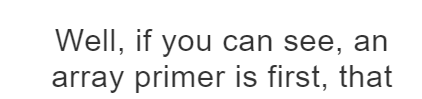 Well, if you can see, an
array primer is first, that